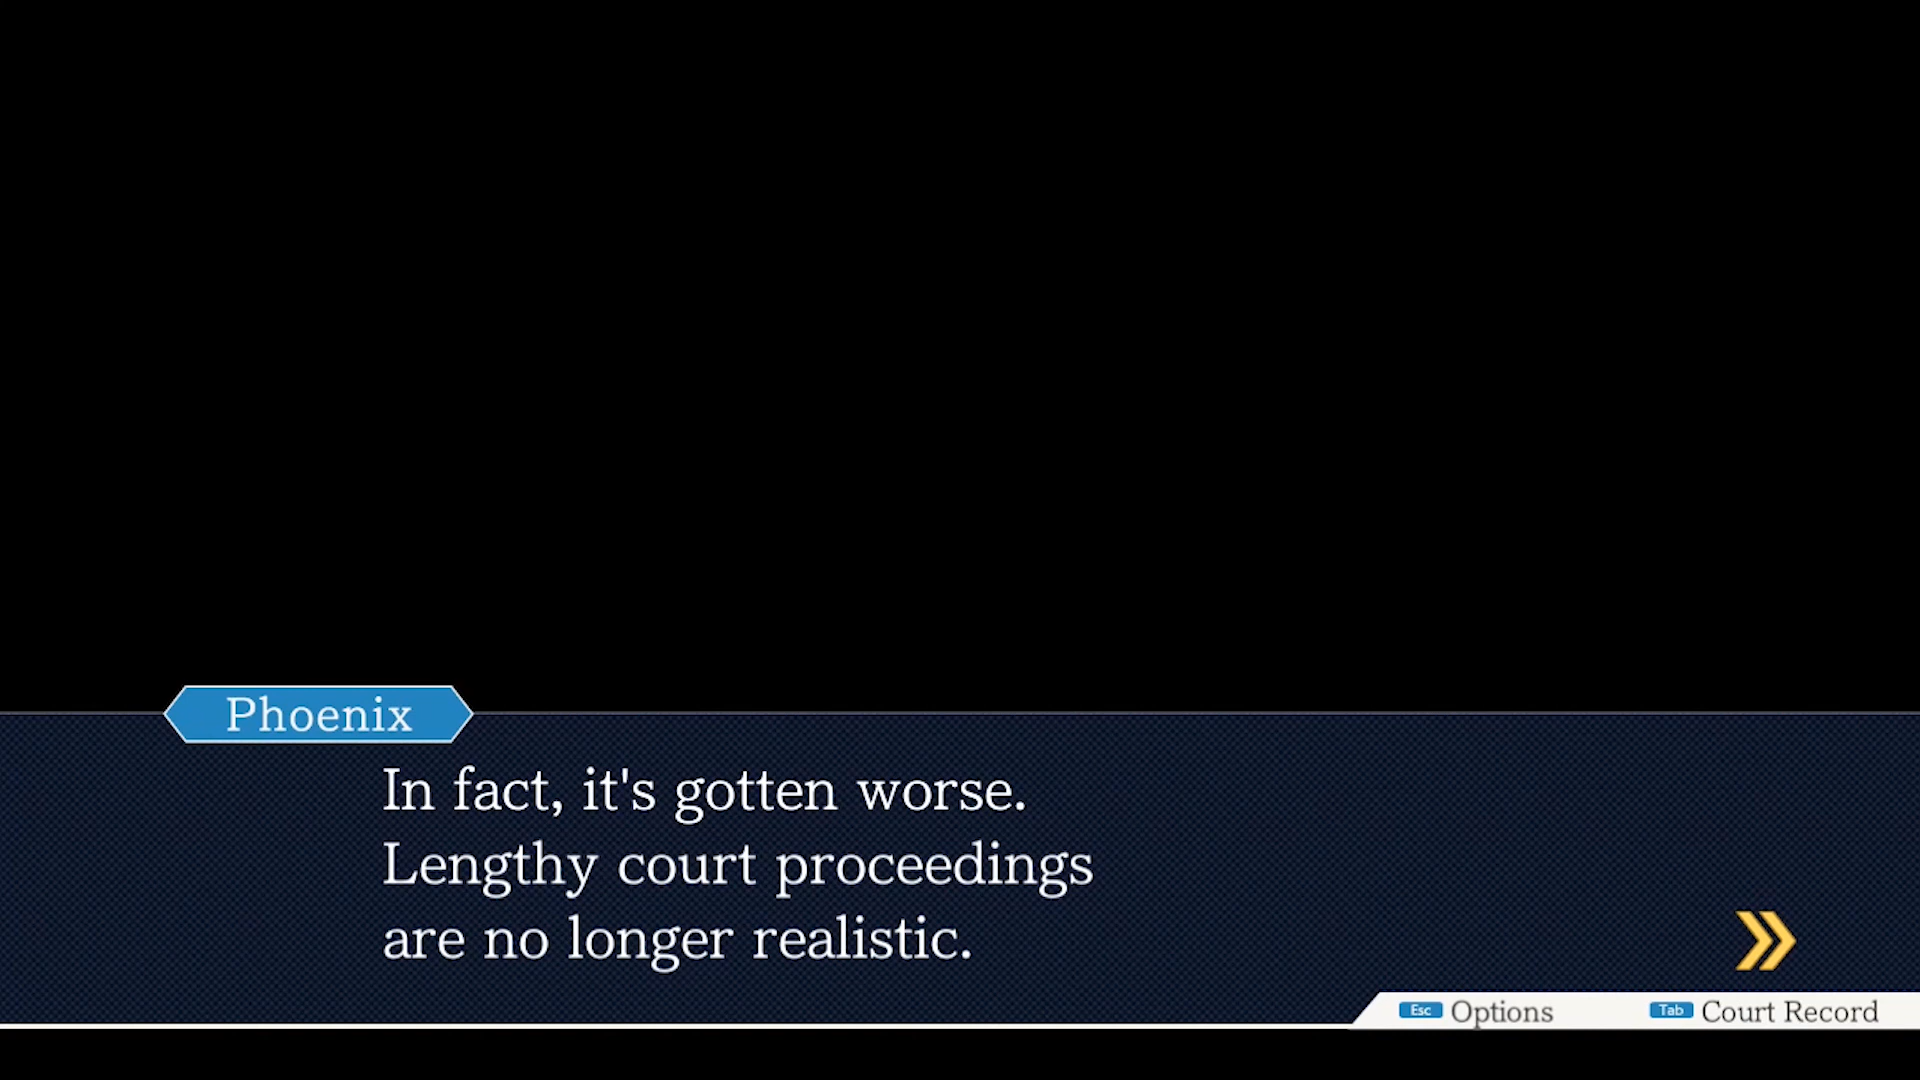 Phoenix
In fact, it's gotten worse.
Lengthy court proceedings
are no longer realistic.
Esc Options Tab Court Record